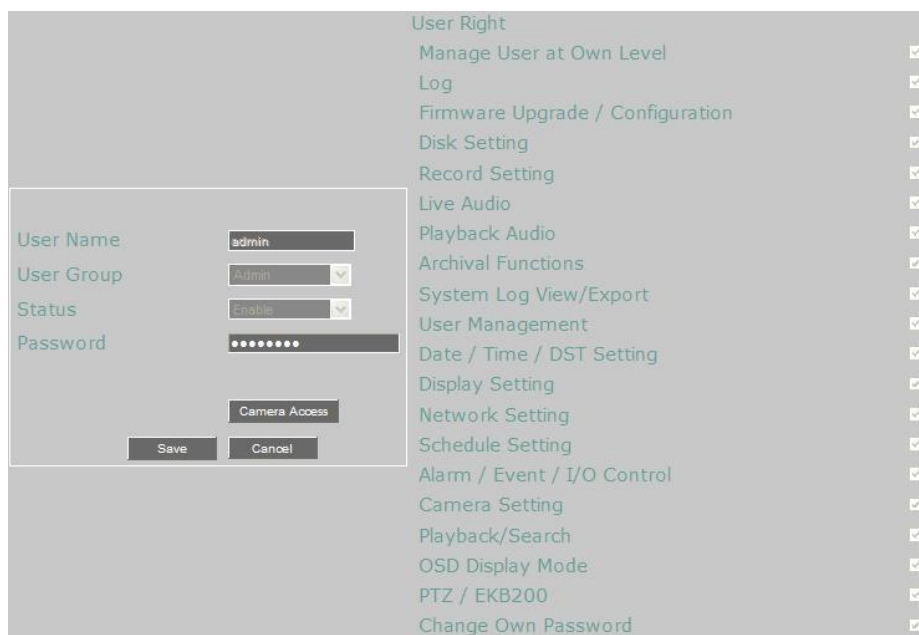 User Right
Manage User at Own Level
Log
Firmware Upgrade / Configuration
Disk Setting
Record Setting
Live Audio
Playback Audio
Archival Functions
System Log View/Export
User Management
Date / Time / DST Setting
Display Setting
Network Setting
Schedule Setting
Alarm / Event / I/O Control
Camera Setting
Playback/Search
OSD Display Mode
PTZ / EKB200
Change Own Password
User Name admin
User Group Admin
Status Enable
Password ••••••••
Camera Access
Save Cancel